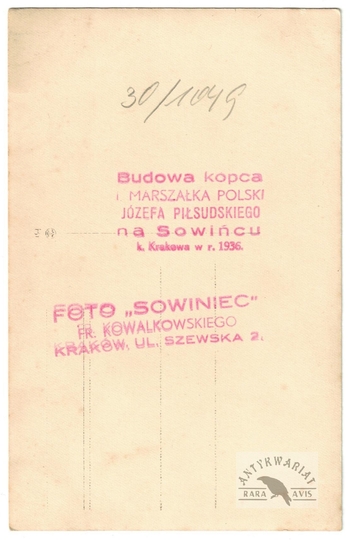 30/1049
Budowa kopca
I MARSZAŁKA POLSKI
JÓZEFA PIŁSUDSKIEGO
na Sowińcu
k. Krakowa w r. 1936.
FOTO „SOWINIEC"
FR. KOWALKOWSKIEGO
KRAKÓW, UL. SZEWSKA 2.
ANTYKWARIAT
RARA AVIS